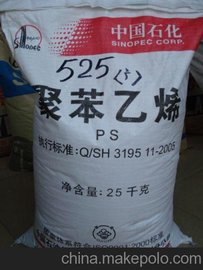 中国石化
SINOPEC CORP.
SINOPEC
525(t)
聚苯乙烯
PS
执行标准:Q/SH 3195 11-2005
净含量:25千克
china.makepolo.com